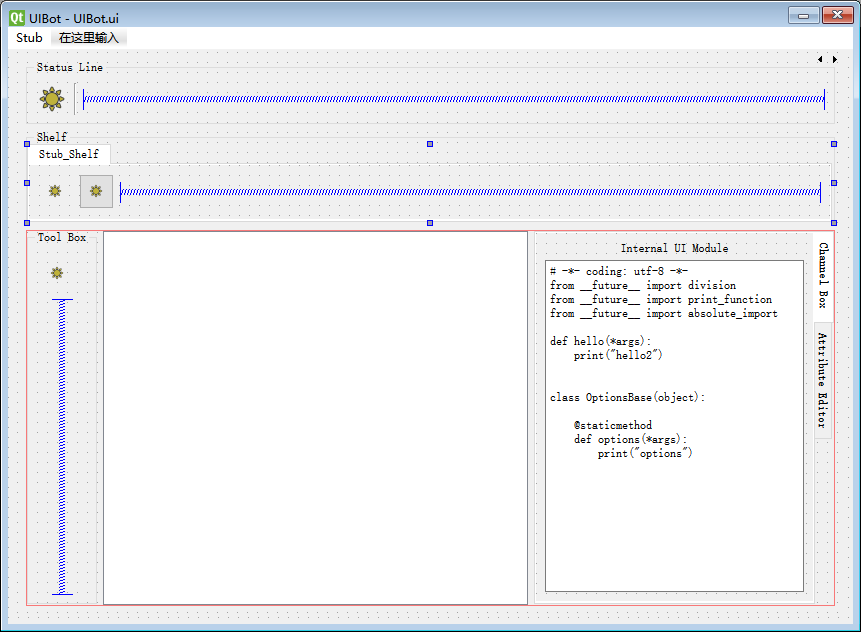 Qt UIBot - UIBot.ui
Stub 在这里输入
Status Line
Shelf
Stub_Shelf
Tool Box
Internal UI Module
# -*- coding: utf-8 -*-
from __future__ import division
from __future__ import print_function
from __future__ import absolute_import
def hello(*args):
    print("hello2")
class OptionsBase(object):
    @staticmethod
    def options(*args):
        print("options")
Channel Box
Attribute Editor